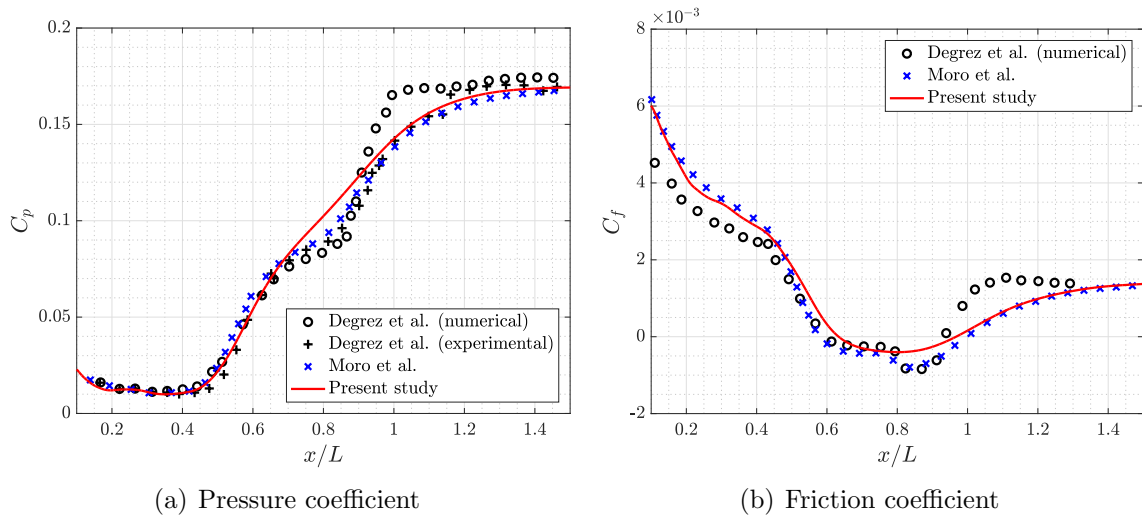 0.2
0.15
0.1
0.05
0
C_p
0.2 0.4 0.6 0.8 1 1.2 1.4
x/L
Degrez et al. (numerical)
Degrez et al. (experimental)
Moro et al.
Present study
(a) Pressure coefficient
×10⁻³
8
6
4
2
0
-2
C_f
0.2 0.4 0.6 0.8 1 1.2 1.4
x/L
Degrez et al. (numerical)
Moro et al.
Present study
(b) Friction coefficient